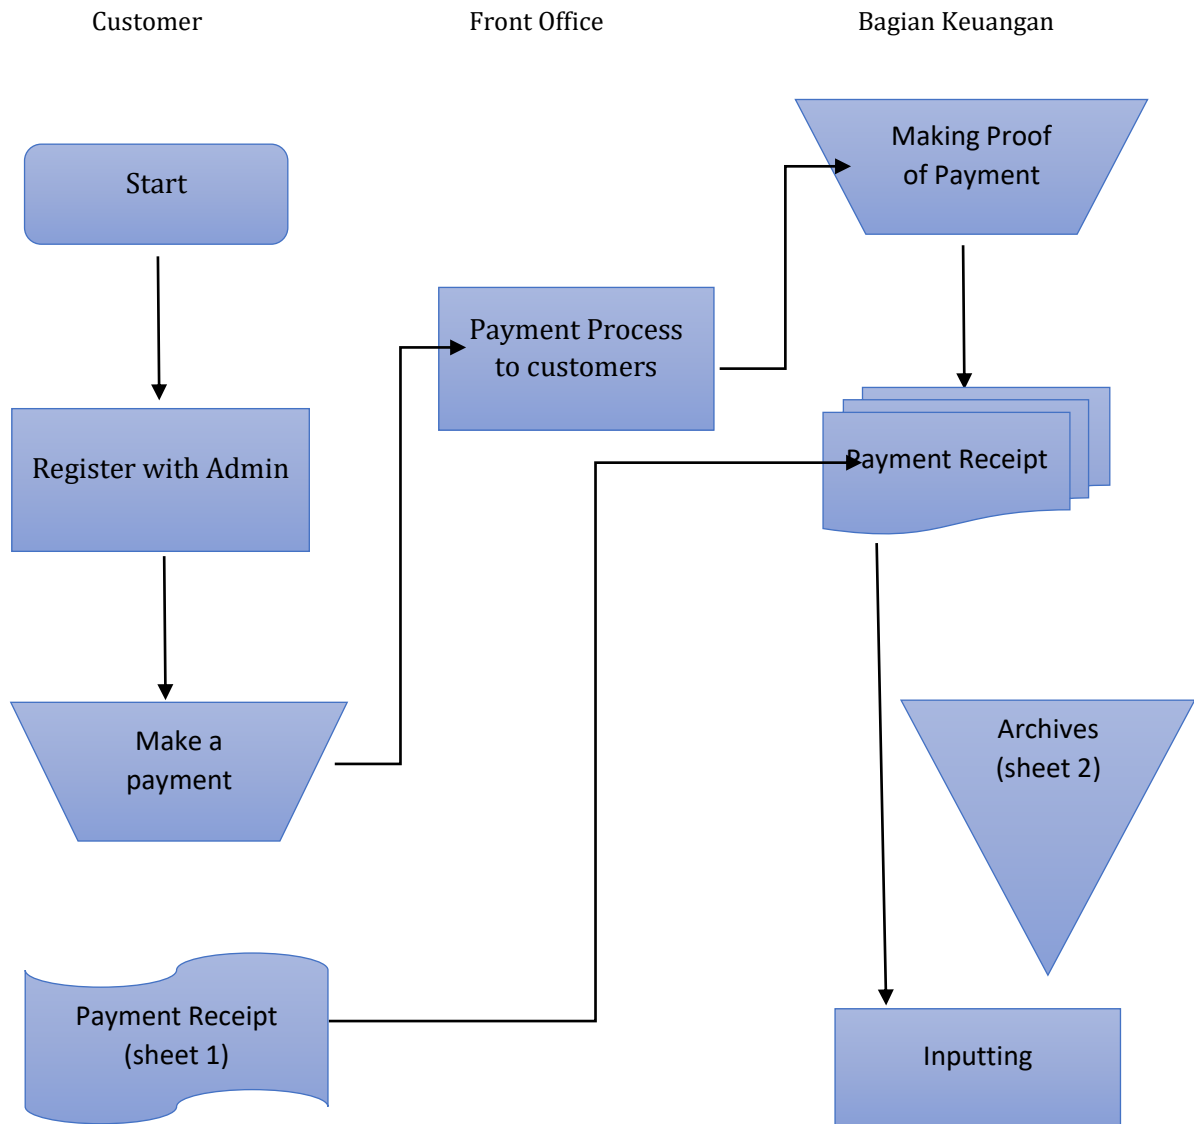 Customer
Front Office
Bagian Keuangan
Start
Register with Admin
Make a
payment
Payment Receipt
(sheet 1)
Payment Process
to customers
Making Proof
of Payment
Payment Receipt
Archives
(sheet 2)
Inputting